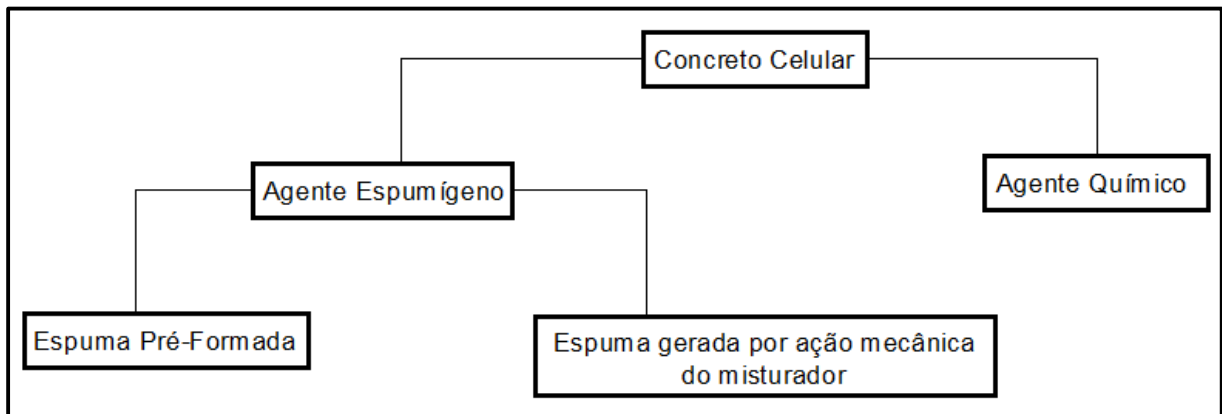 Concreto Celular
Agente Espumígeno
Agente Químico
Espuma Pré-Formada
Espuma gerada por ação mecânica
do misturador